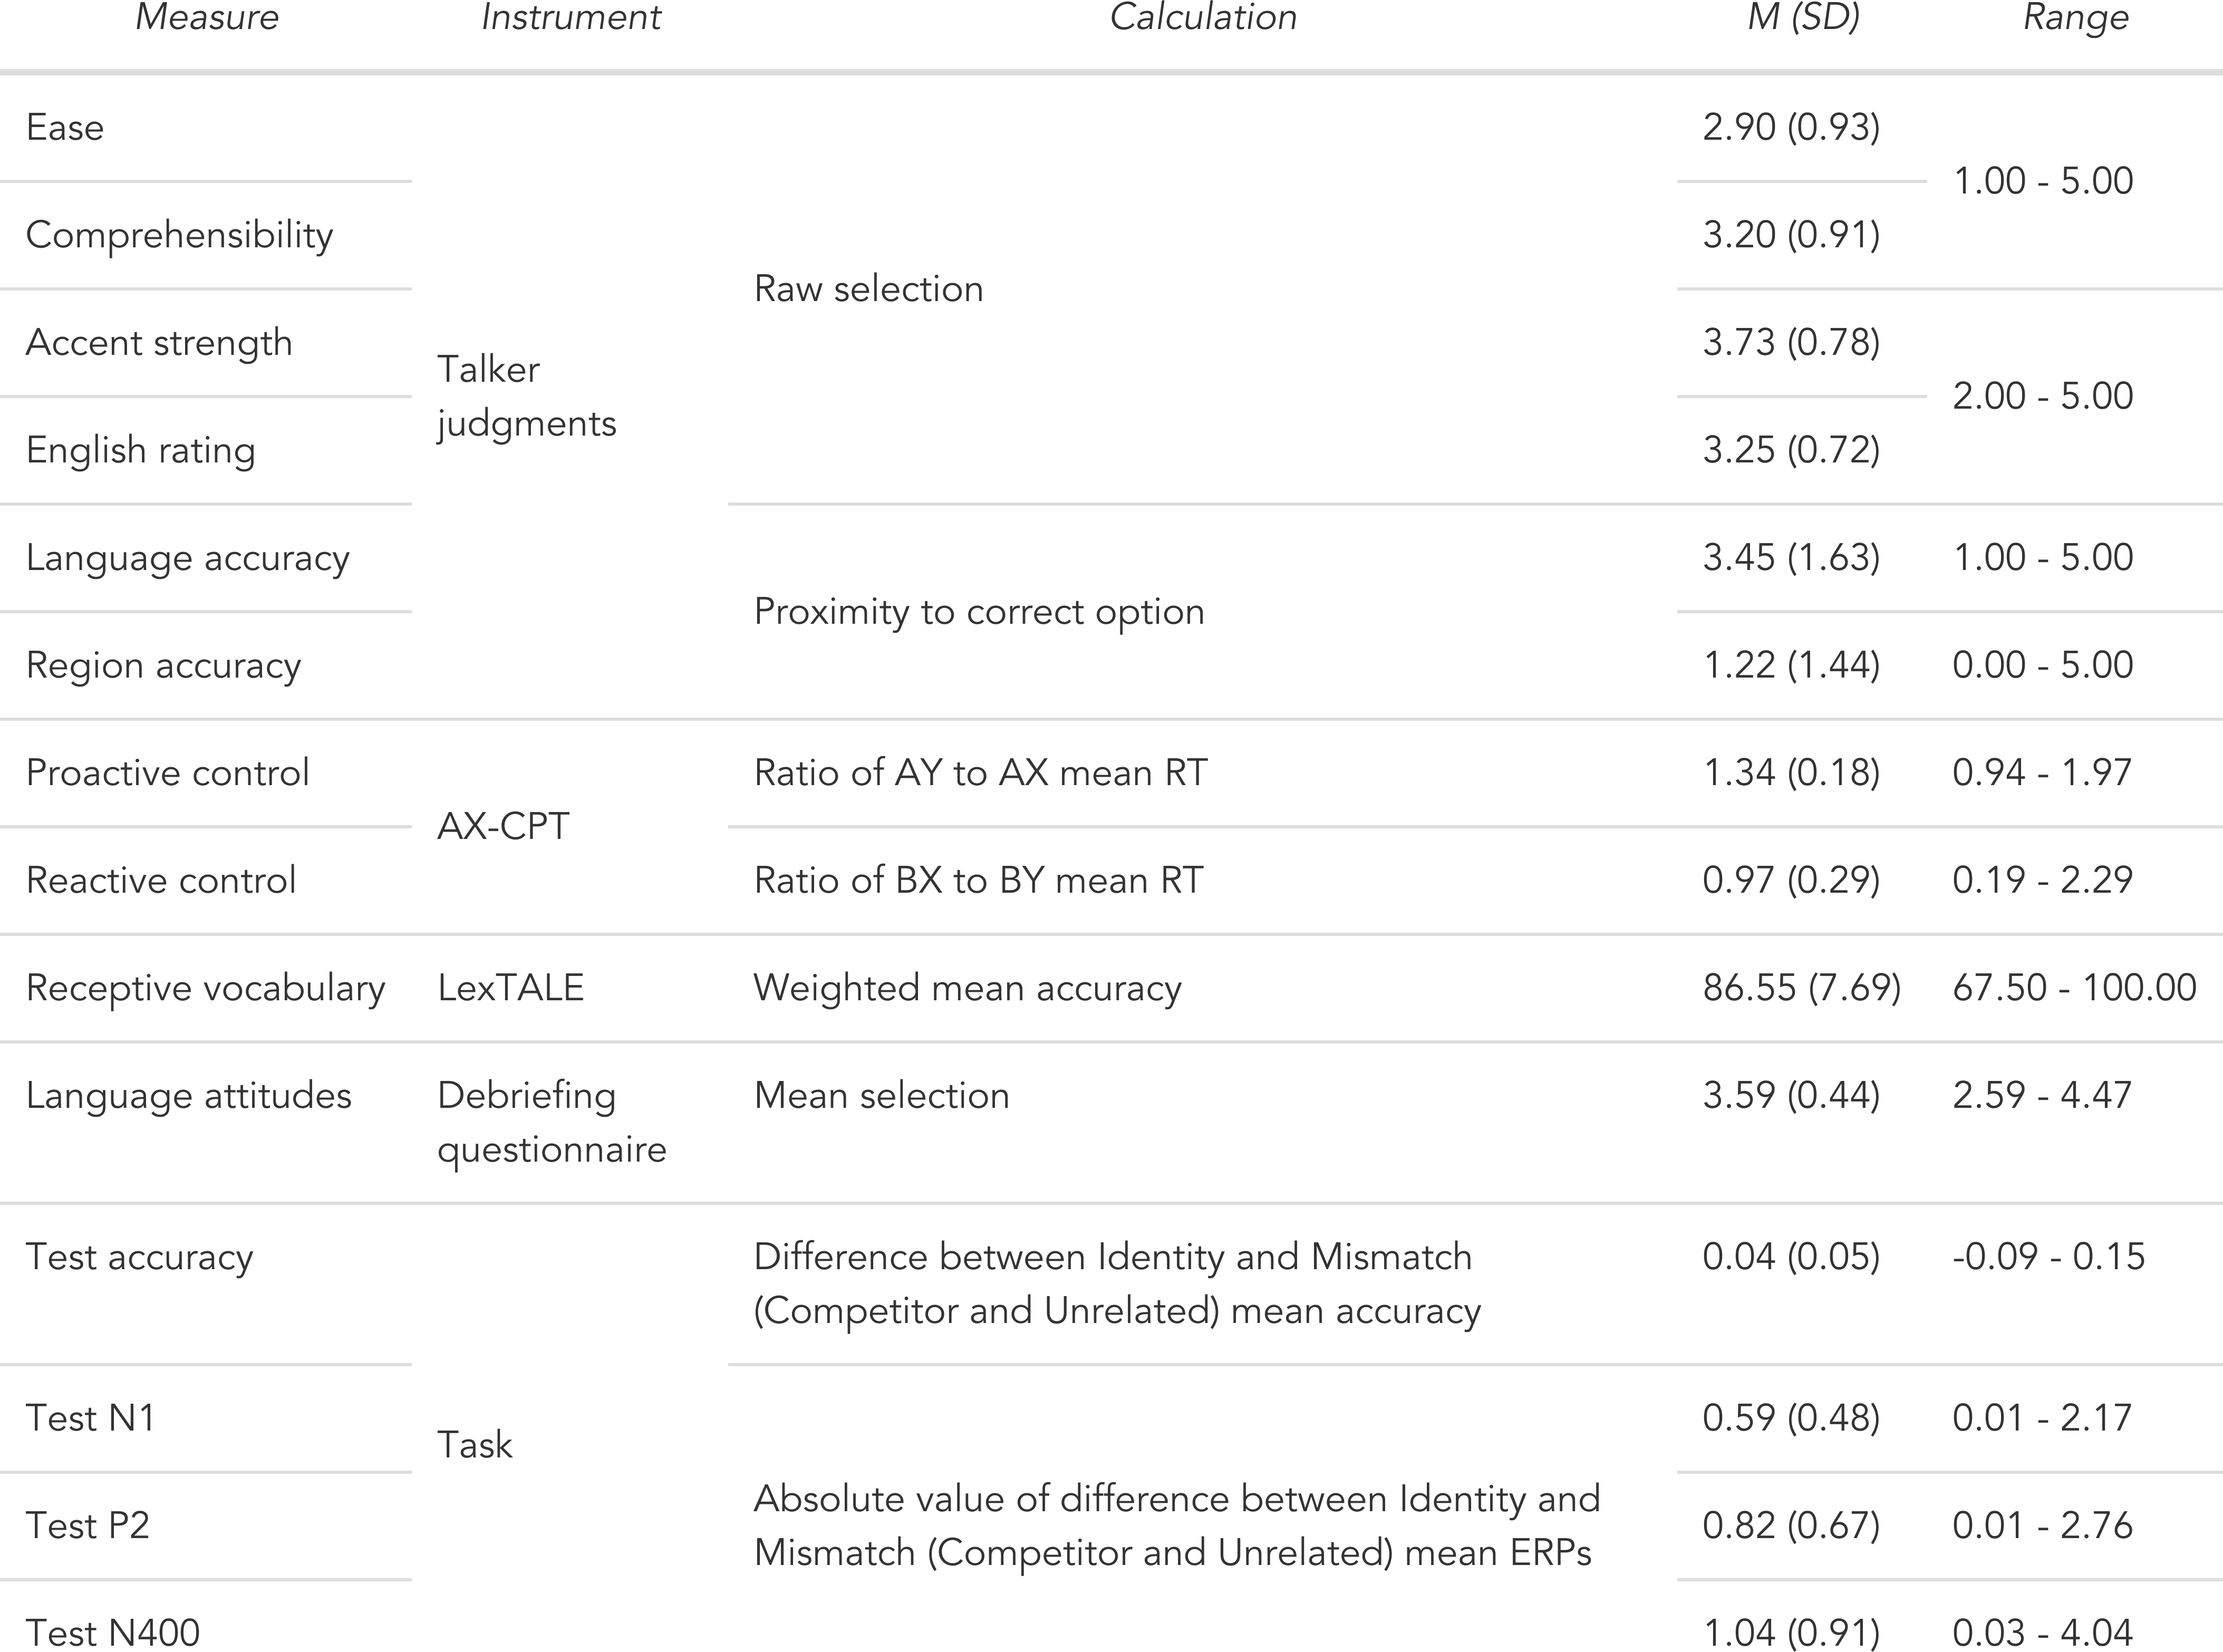 Measure Instrument Calculation M (SD) Range
Ease 2.90 (0.93)
1.00 - 5.00
Comprehensibility 3.20 (0.91)
Raw selection
Accent strength 3.73 (0.78)
Talker
judgments
2.00 - 5.00
English rating 3.25 (0.72)
Language accuracy 3.45 (1.63) 1.00 - 5.00
Proximity to correct option
Region accuracy 1.22 (1.44) 0.00 - 5.00
Proactive control Ratio of AY to AX mean RT 1.34 (0.18) 0.94 - 1.97
AX-CPT
Reactive control Ratio of BX to BY mean RT 0.97 (0.29) 0.19 - 2.29
Receptive vocabulary LexTALE Weighted mean accuracy 86.55 (7.69) 67.50 - 100.00
Language attitudes Debriefing Mean selection 3.59 (0.44) 2.59 - 4.47
questionnaire
Test accuracy Difference between Identity and Mismatch 0.04 (0.05) -0.09 - 0.15
(Competitor and Unrelated) mean accuracy
Test N1 0.59 (0.48) 0.01 - 2.17
Task
Absolute value of difference between Identity and
Test P2 0.82 (0.67) 0.01 - 2.76
Mismatch (Competitor and Unrelated) mean ERPs
Test N400 1.04 (0.91) 0.03 - 4.04